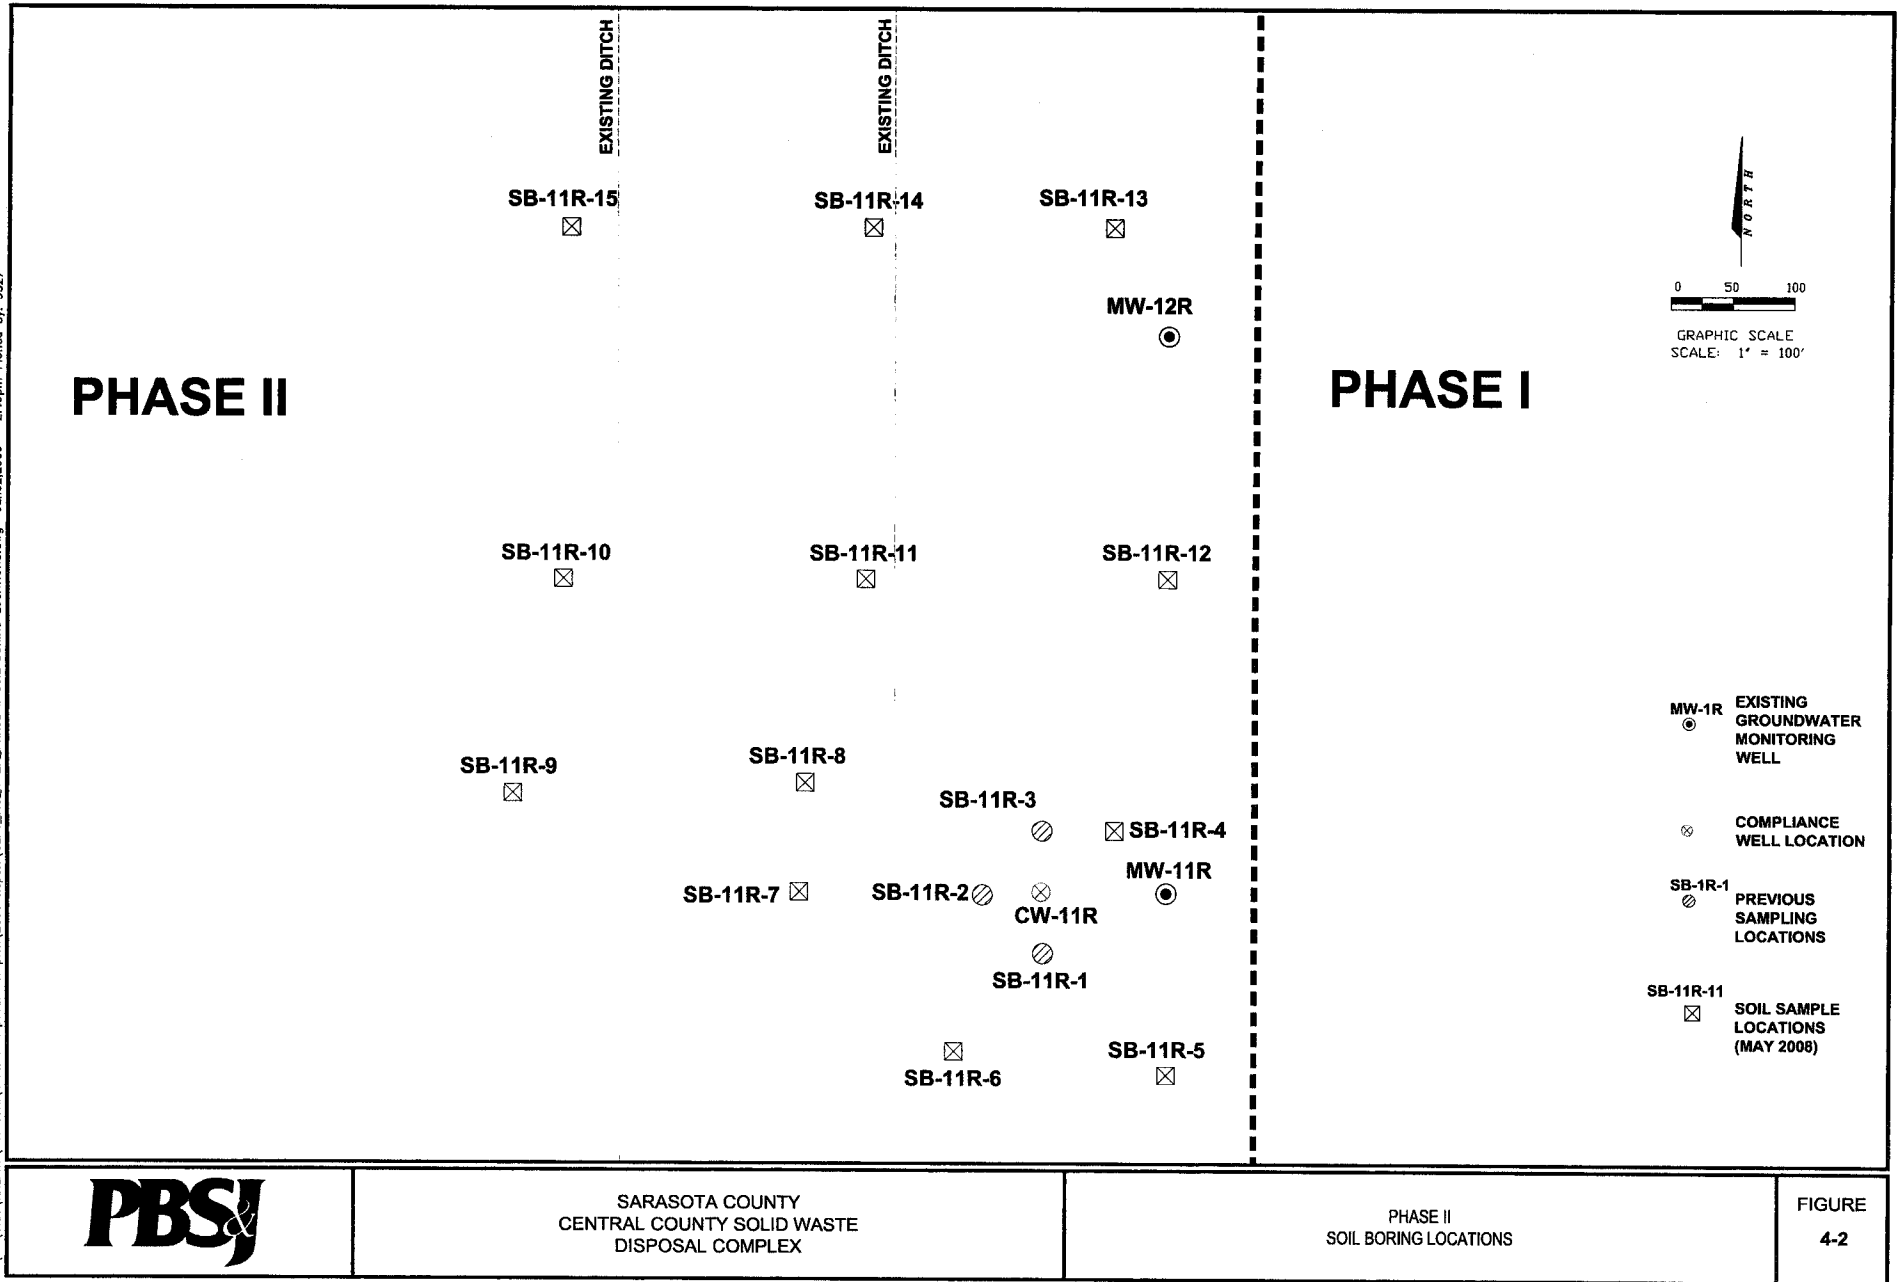 EXISTING DITCH
EXISTING DITCH
SB-11R-15
SB-11R-14
SB-11R-13
NORTH
0 50 100
GRAPHIC SCALE
SCALE: 1" = 100'
MW-12R
PHASE II
PHASE I
SB-11R-10
SB-11R-11
SB-11R-12
SB-11R-9
SB-11R-8
SB-11R-3
SB-11R-4
MW-11R
SB-11R-7
SB-11R-2
CW-11R
SB-11R-1
SB-11R-6
SB-11R-5
MW-1R
EXISTING
GROUNDWATER
MONITORING
WELL
COMPLIANCE
WELL LOCATION
SB-1R-1
PREVIOUS
SAMPLING
LOCATIONS
SB-11R-11
SOIL SAMPLE
LOCATIONS
(MAY 2008)
PBS&J
SARASOTA COUNTY
CENTRAL COUNTY SOLID WASTE
DISPOSAL COMPLEX
PHASE II
SOIL BORING LOCATIONS
FIGURE
4-2